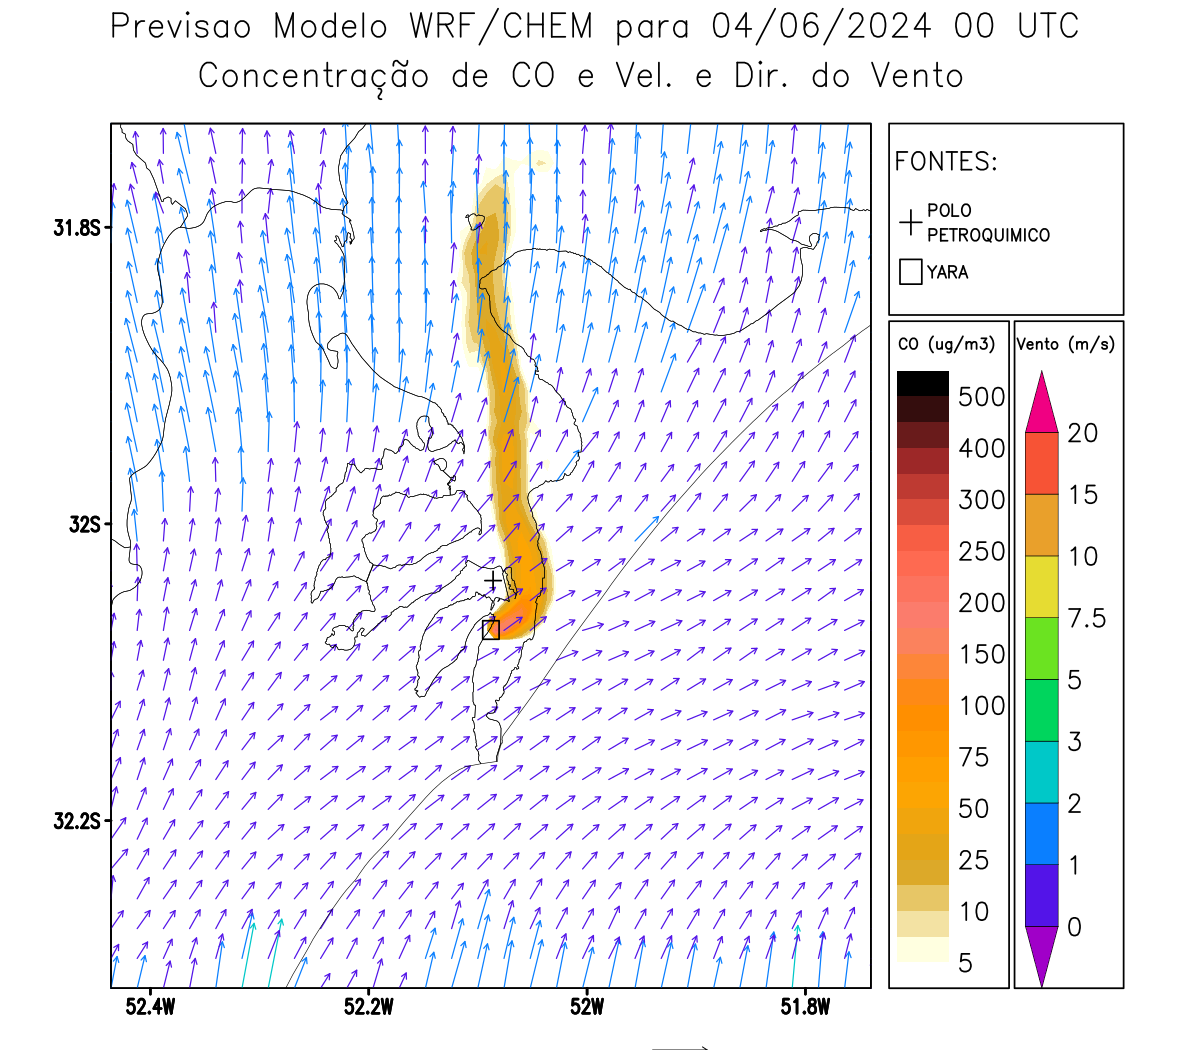 Previsao Modelo WRF/CHEM para 04/06/2024 00 UTC
Concentração de CO e Vel. e Dir. do Vento
FONTES:
POLO
PETROQUIMICO
YARA
CO (ug/m3)
500
400
300
250
200
150
100
75
50
25
10
5
Vento (m/s)
20
15
10
7.5
5
3
2
1
0
31.8S
32S
32.2S
52.4W
52.2W
52W
51.8W